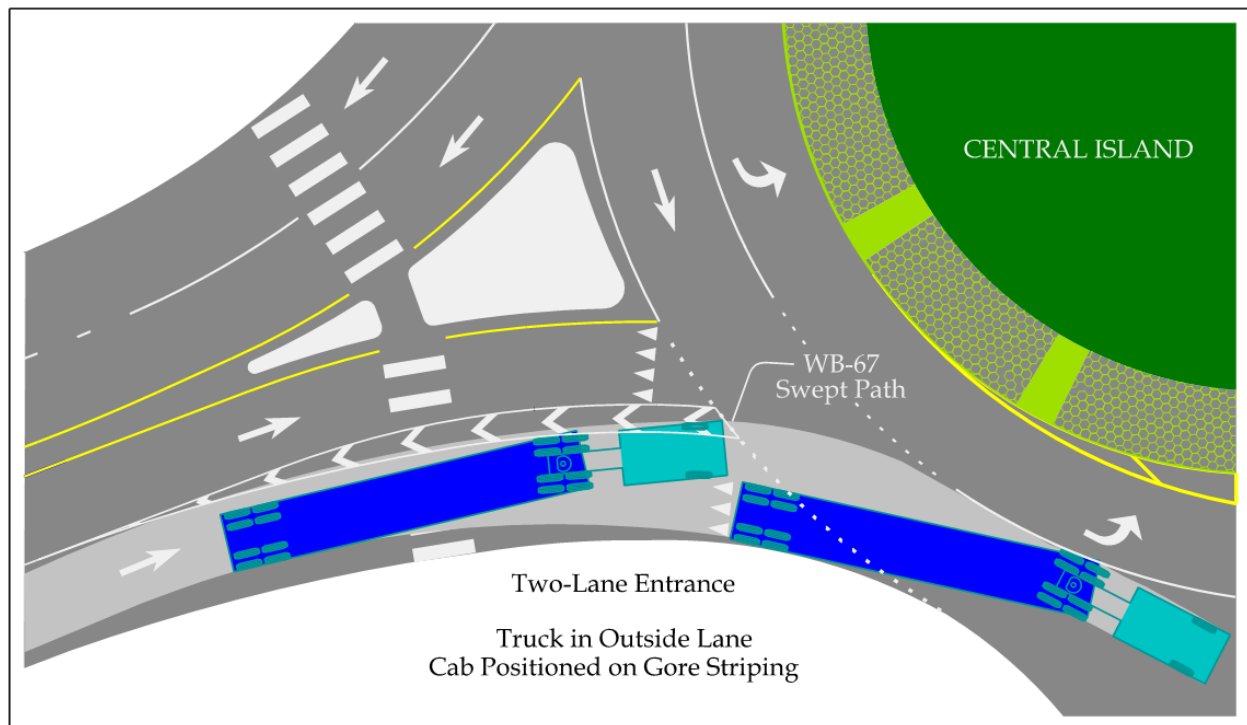 CENTRAL ISLAND
WB-67
Swept Path
Two-Lane Entrance
Truck in Outside Lane
Cab Positioned on Gore Striping